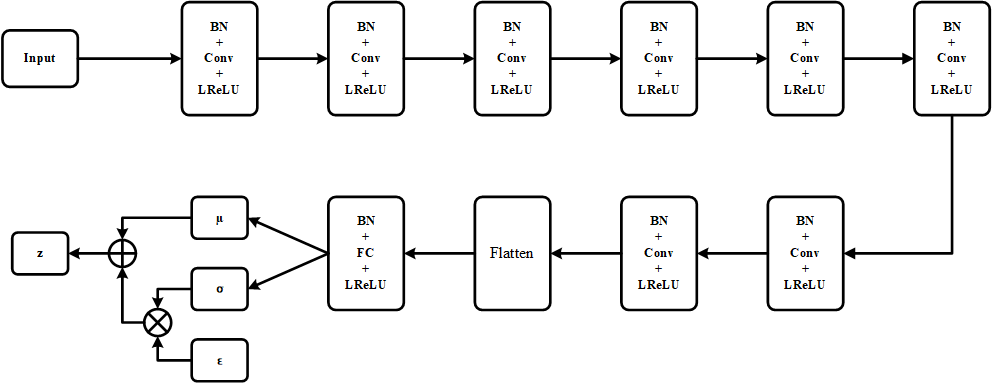 Input
BN
+
Conv
+
LReLU
BN
+
Conv
+
LReLU
BN
+
Conv
+
LReLU
BN
+
Conv
+
LReLU
BN
+
Conv
+
LReLU
BN
+
Conv
+
LReLU
BN
+
Conv
+
LReLU
BN
+
Conv
+
LReLU
Flatten
BN
+
FC
+
LReLU
μ
σ
ε
z